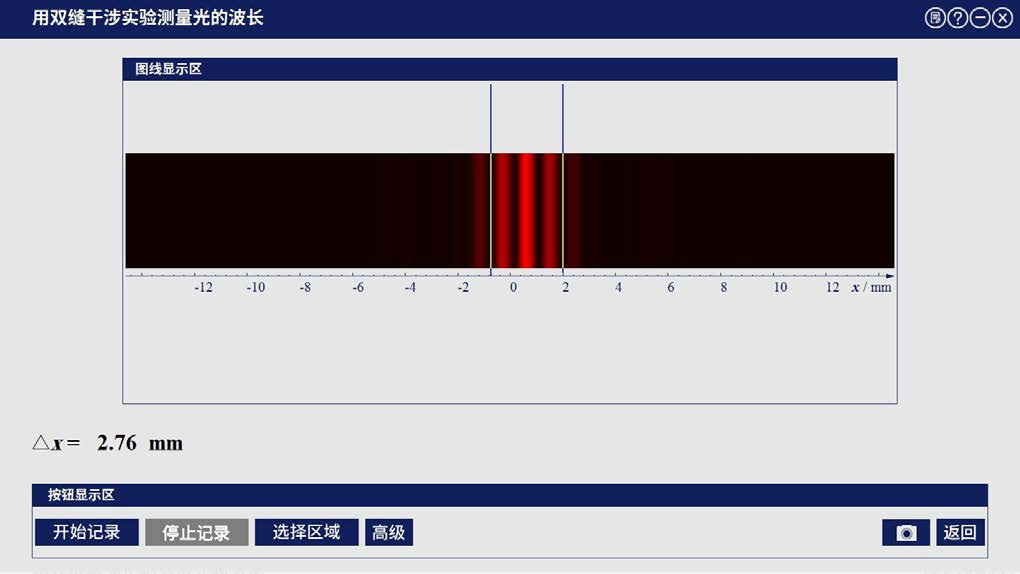 用双缝干涉实验测量光的波长
图线显示区
-12 -10 -8 -6 -4 -2 0 2 4 6 8 10 12 x / mm
△x = 2.76 mm
按钮显示区
开始记录 停止记录 选择区域 高级 返回